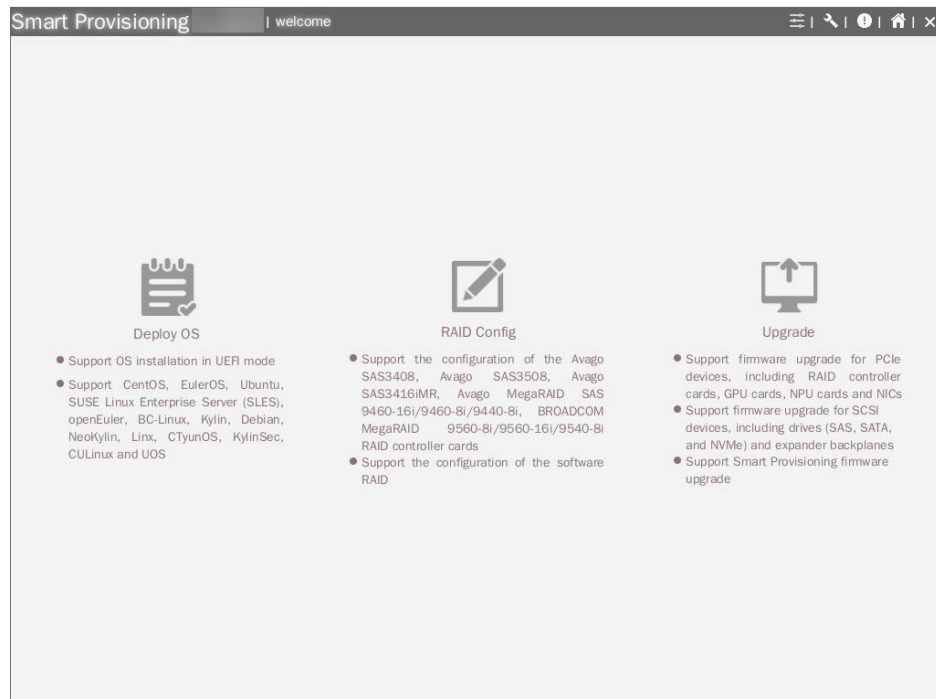 Smart Provisioning | welcome
Deploy OS
Support OS installation in UEFI mode
Support CentOS, EulerOS, Ubuntu,
SUSE Linux Enterprise Server (SLES),
openEuler, BC-Linux, Kylin, Debian,
NeoKylin, Linx, CTyunOS, KylinSec,
CULinux and UOS
RAID Config
Support the configuration of the Avago
SAS3408, Avago SAS3508, Avago
SAS3416iMR, Avago MegaRAID SAS
9460-16i/9460-8i/9440-8i, BROADCOM
MegaRAID 9560-8i/9560-16i/9540-8i
RAID controller cards
Support the configuration of the software
RAID
Upgrade
Support firmware upgrade for PCIe
devices, including RAID controller
cards, GPU cards, NPU cards and NICs
Support firmware upgrade for SCSI
devices, including drives (SAS, SATA,
and NVMe) and expander backplanes
Support Smart Provisioning firmware
upgrade